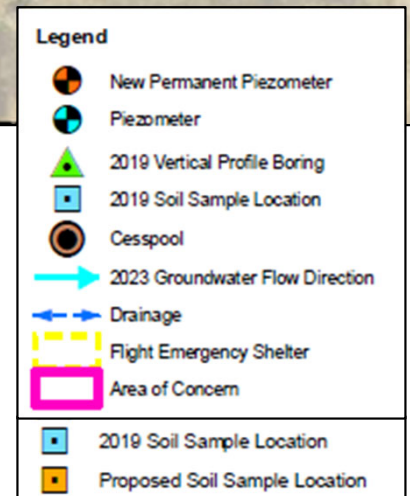 Legend
New Permanent Piezometer
Piezometer
2019 Vertical Profile Boring
2019 Soil Sample Location
Cesspool
2023 Groundwater Flow Direction
Drainage
Flight Emergency Shelter
Area of Concern
2019 Soil Sample Location
Proposed Soil Sample Location